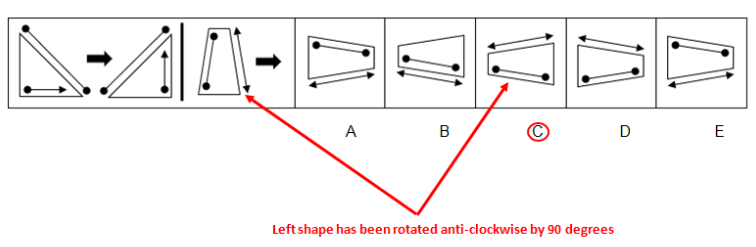 A B C D E
Left shape has been rotated anti-clockwise by 90 degrees